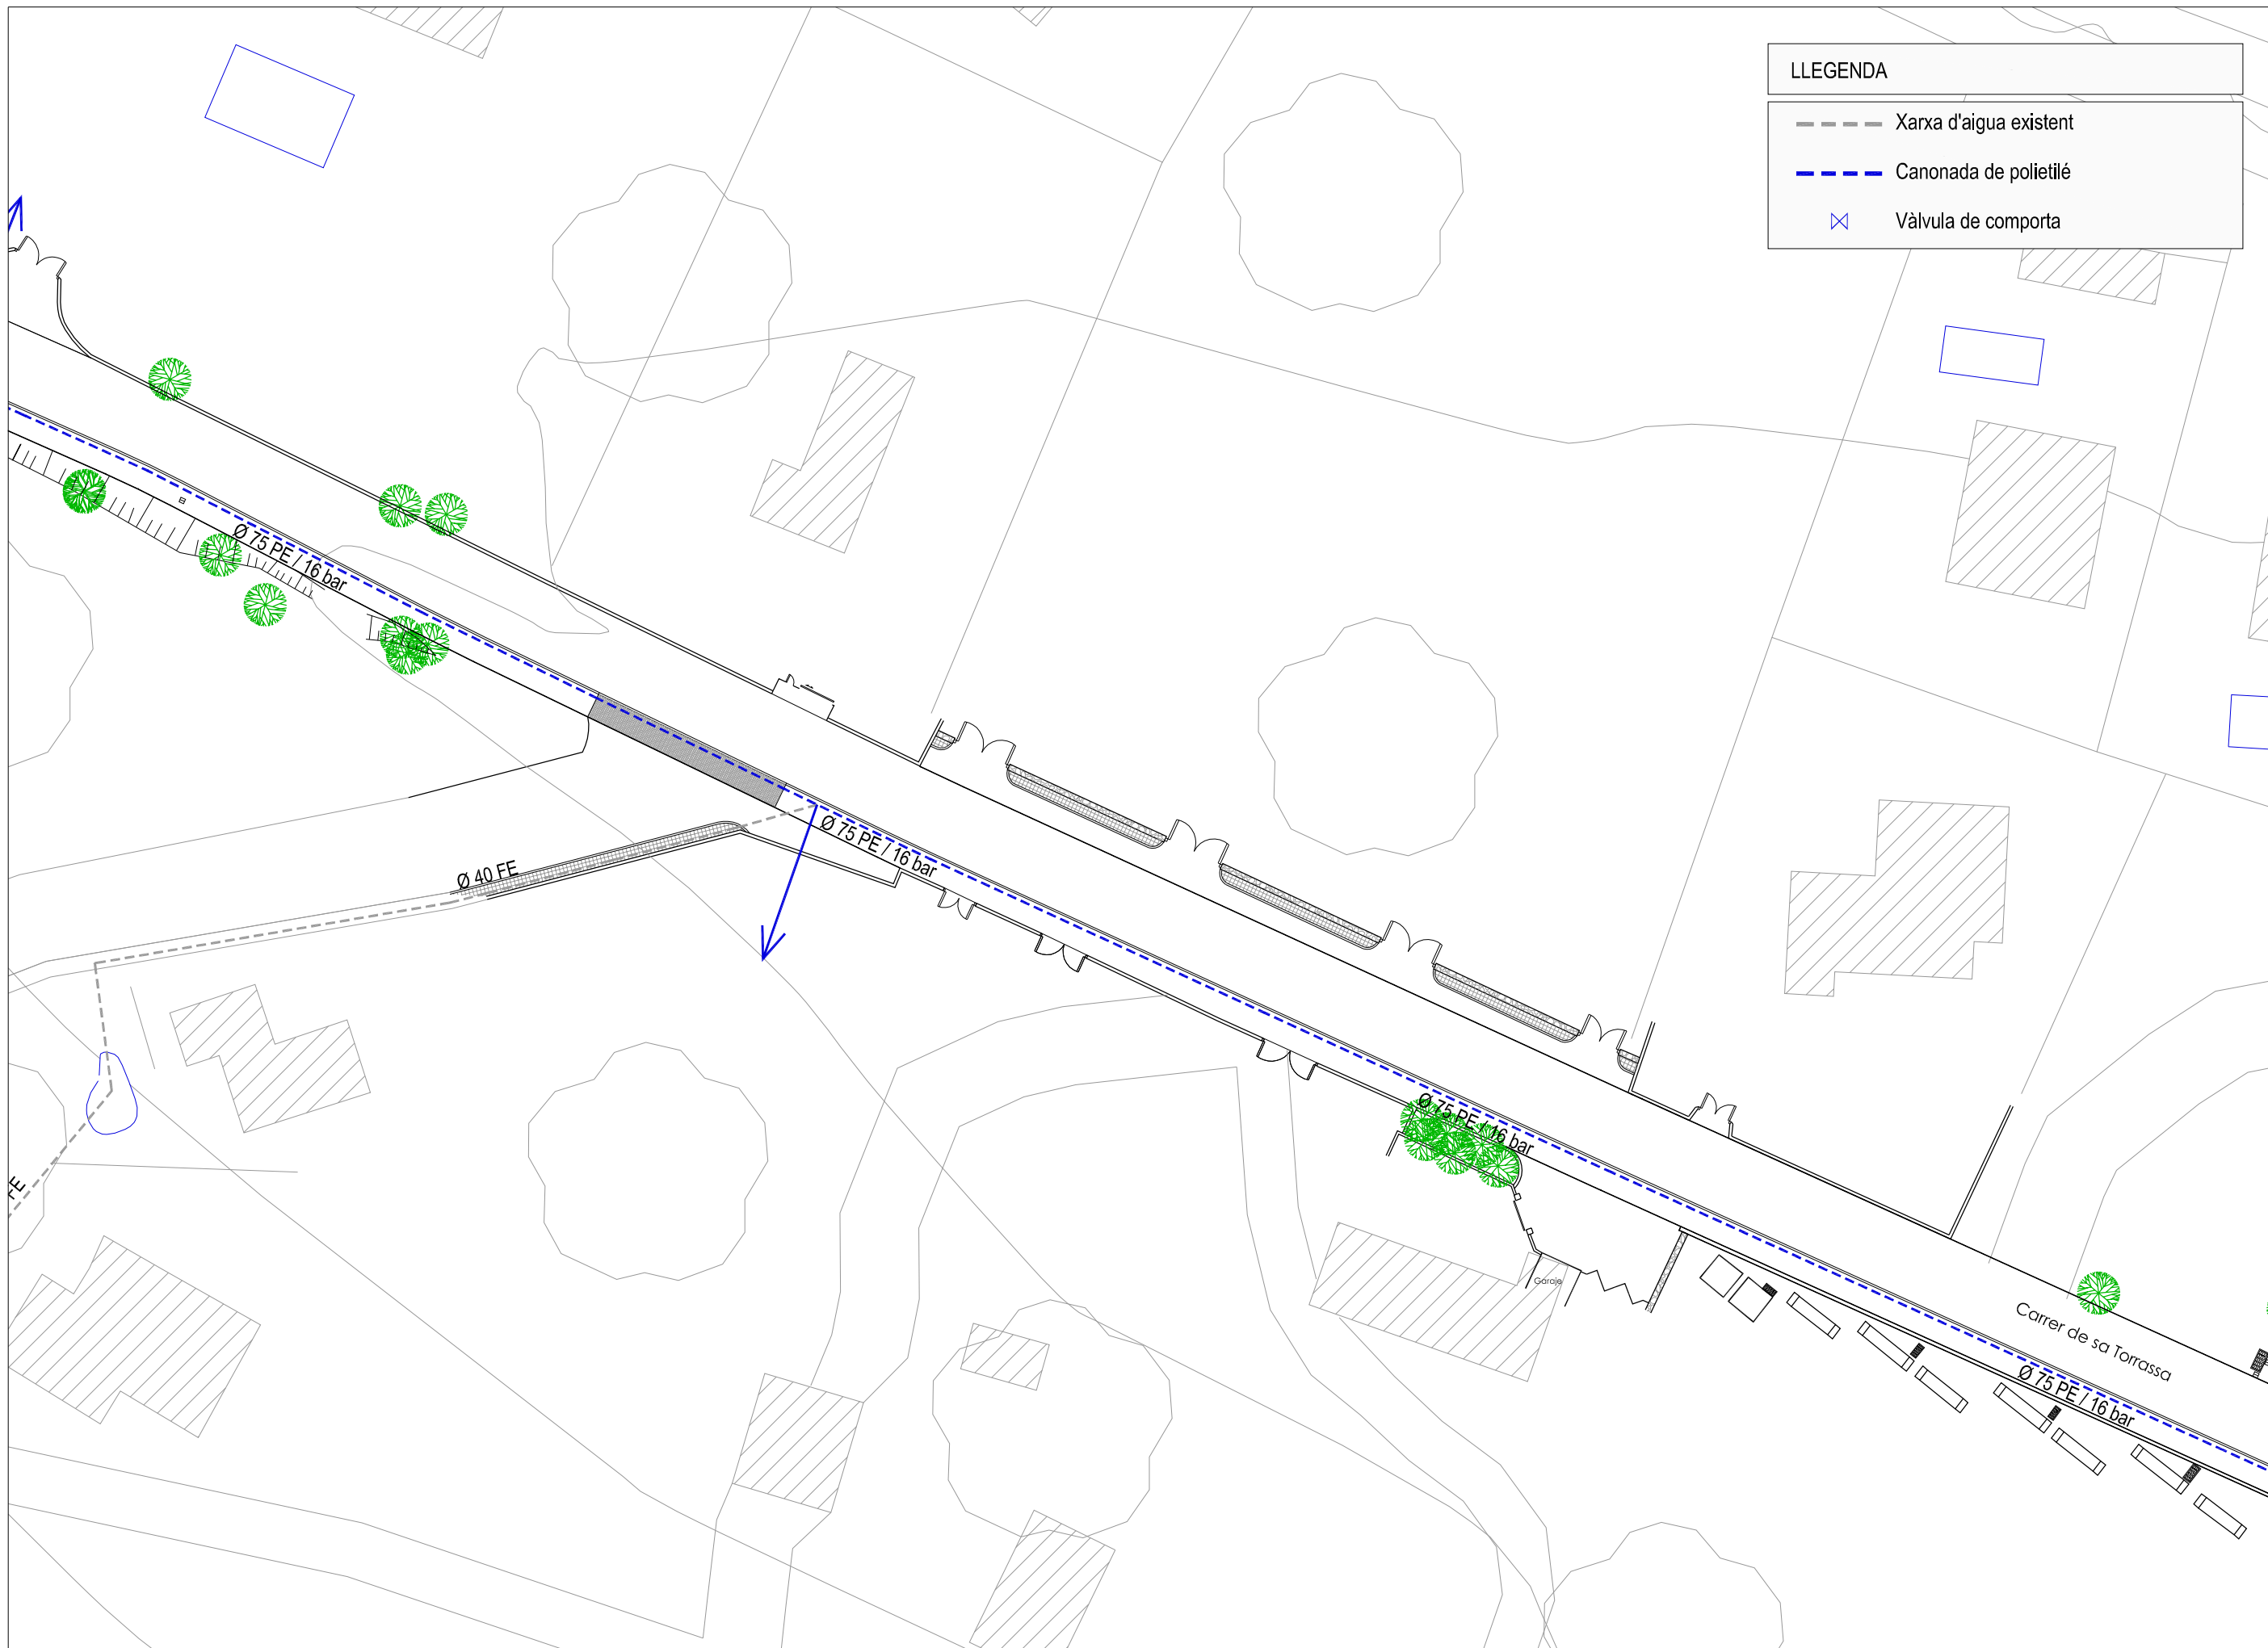 LLEGENDA
Xarxa d'aigua existent
Canonada de polietilé
Vàlvula de comporta
Ø 75 PE / 16 bar
Ø 75 PE / 16 bar
Ø 40 FE
Ø 75 PE / 16 bar
FE
Garaje
Carrer de sa Torrassa
Ø 75 PE / 16 bar